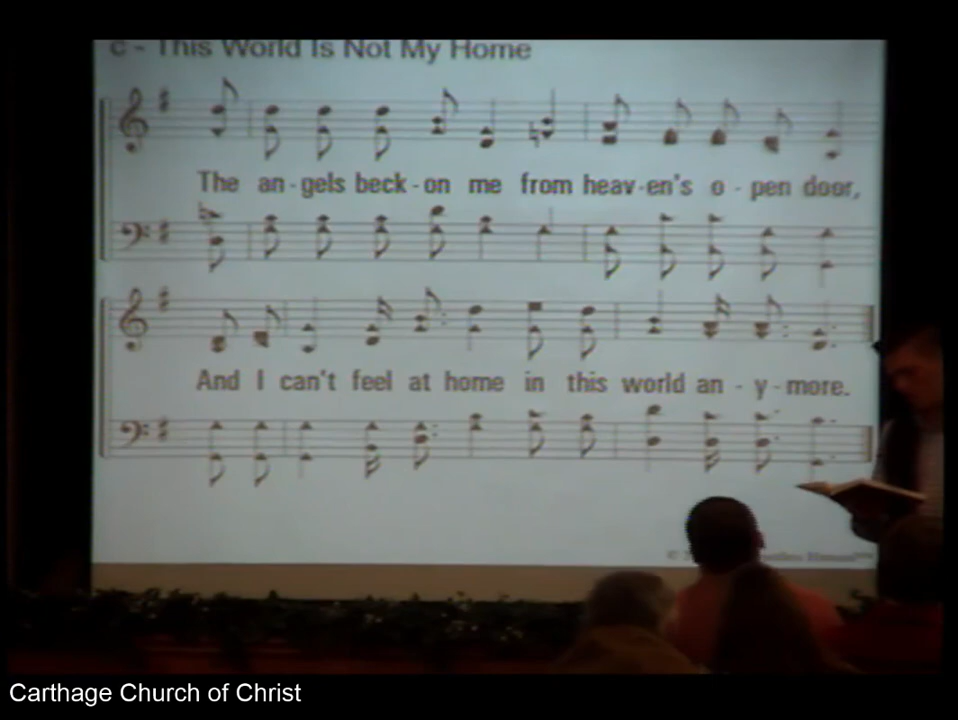 c - This World Is Not My Home
The an - gels beck - on me from heav - en's o - pen door,
And I can't feel at home in this world an - y - more.
©
Carthage Church of Christ